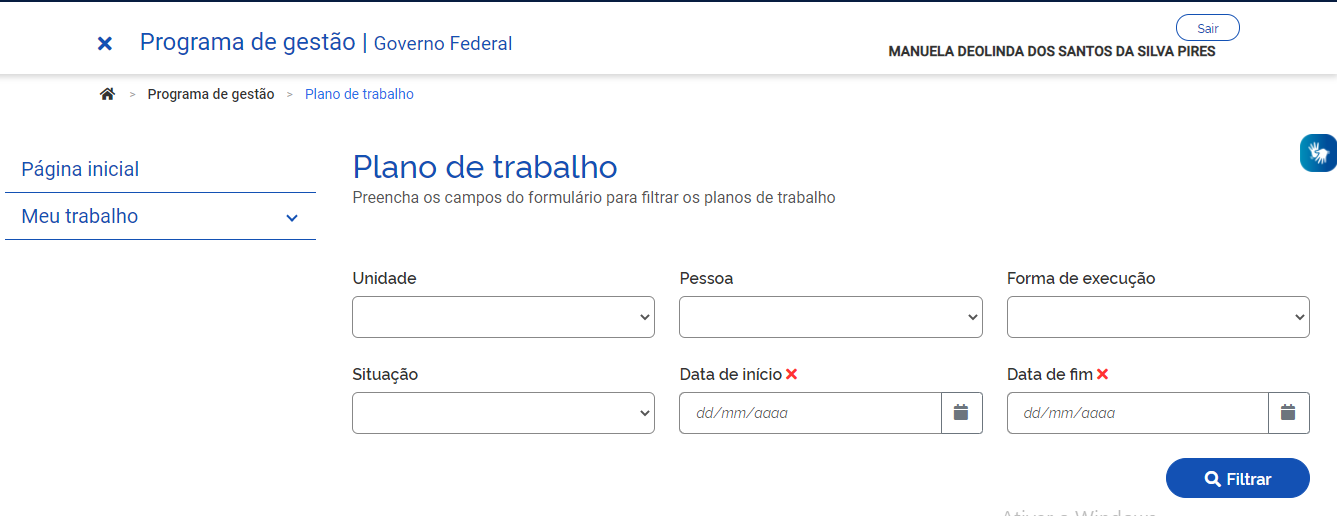 Programa de gestão | Governo Federal
Sair
MANUELA DEOLINDA DOS SANTOS DA SILVA PIRES
> Programa de gestão > Plano de trabalho
Página inicial
Meu trabalho
Plano de trabalho
Preencha os campos do formulário para filtrar os planos de trabalho
Unidade Pessoa Forma de execução
Situação Data de início Data de fim
dd/mm/aaaa dd/mm/aaaa
Filtrar
Ativar o Windows